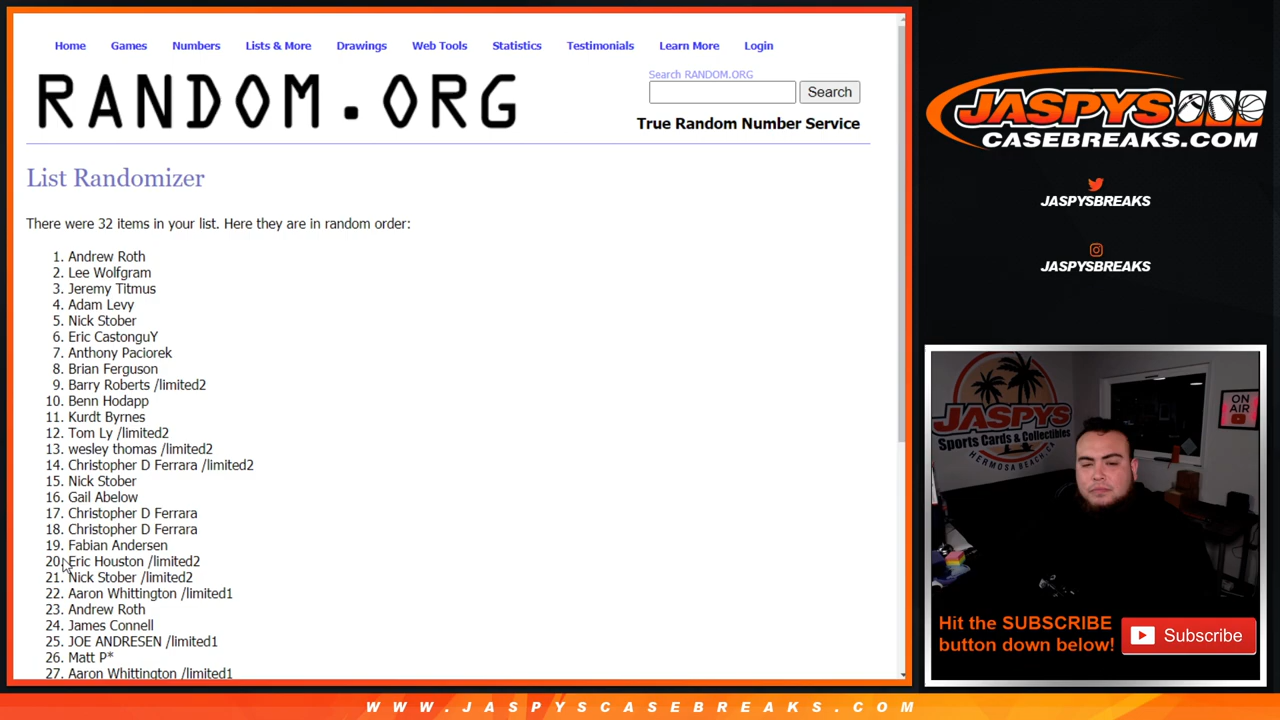 Home Games Numbers Lists & More Drawings Web Tools Statistics Testimonials Learn More Login
RANDOM.ORG
Search RANDOM.ORG
Search
True Random Number Service
List Randomizer
There were 32 items in your list. Here they are in random order:
1. Andrew Roth
2. Lee Wolfgram
3. Jeremy Titmus
4. Adam Levy
5. Nick Stober
6. Eric CastonguY
7. Anthony Paciorek
8. Brian Ferguson
9. Barry Roberts /limited2
10. Benn Hodapp
11. Kurdt Byrnes
12. Tom Ly /limited2
13. wesley thomas /limited2
14. Christopher D Ferrara /limited2
15. Nick Stober
16. Gail Abelow
17. Christopher D Ferrara
18. Christopher D Ferrara
19. Fabian Andersen
20. Eric Houston /limited2
21. Nick Stober /limited2
22. Aaron Whittington /limited1
23. Andrew Roth
24. James Connell
25. JOE ANDRESEN /limited1
26. Matt P*
27. Aaron Whittington /limited1
JASPYS
CASEBREAKS.COM
JASPYSBREAKS
JASPYSBREAKS
JASPYS
Sports Cards & Collectibles
HERMOSA BEACH, CA
ON AIR
Hit the SUBSCRIBE
button down below!
Subscribe
WWW.JASPYSCASEBREAKS.COM